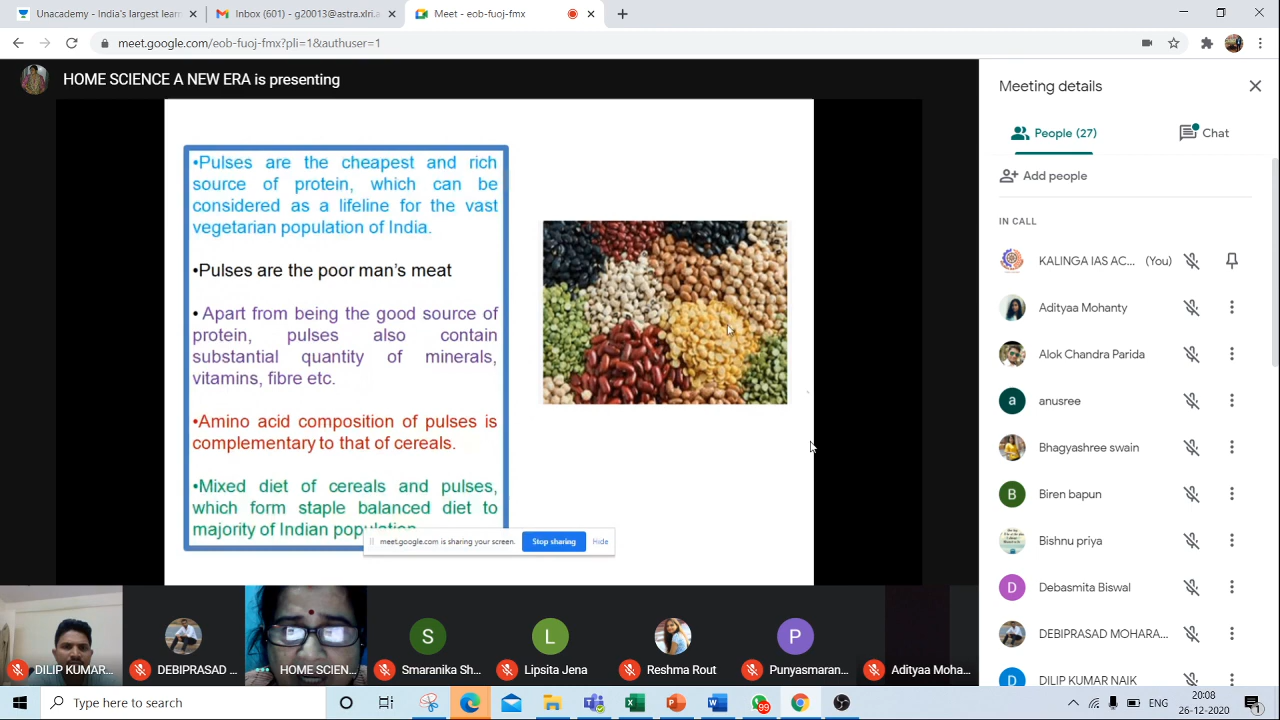 Unacademy - India's largest learn
Inbox (601) - g20013@astra.xlri.
Meet - eob-fuoj-fmx
meet.google.com/eob-fuoj-fmx?pli=1&authuser=1
HOME SCIENCE A NEW ERA is presenting
•Pulses are the cheapest and rich
source of protein, which can be
considered as a lifeline for the vast
vegetarian population of India.
•Pulses are the poor man's meat
• Apart from being the good source of
protein, pulses also contain
substantial quantity of minerals,
vitamins, fibre etc.
•Amino acid composition of pulses is
complementary to that of cereals.
•Mixed diet of cereals and pulses,
which form staple balanced diet to
majority of Indian population.
meet.google.com is sharing your screen.
Stop sharing
Hide
DILIP KUMAR...
DEBIPRASAD ...
HOME SCIEN...
Smaranika Sh...
Lipsita Jena
Reshma Rout
Punyasmaran...
Adityaa Moha...
S
L
P
Meeting details
People (27)
Chat
Add people
IN CALL
KALINGA IAS AC... (You)
Adityaa Mohanty
Alok Chandra Parida
a anusree
Bhagyashree swain
B Biren bapun
Bishnu priya
D Debasmita Biswal
DEBIPRASAD MOHARA...
D DILIP KUMAR NAIK
Type here to search
99
ENG
20:08
26-12-2020
1